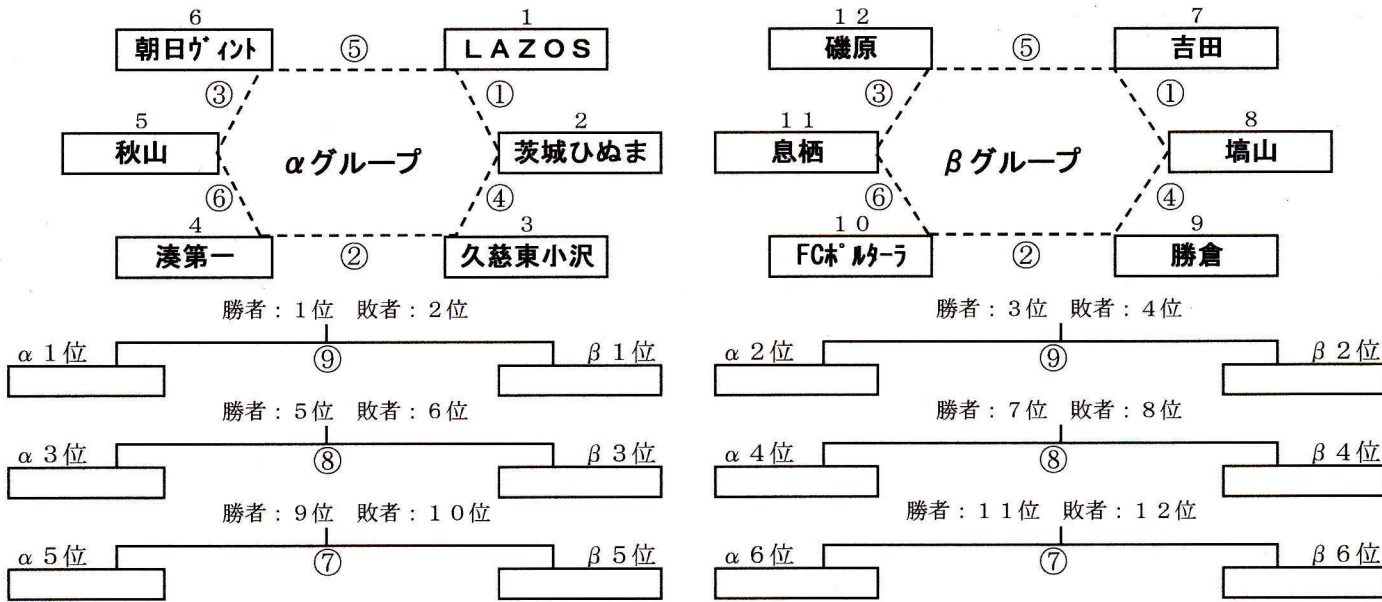 6 1 12 7
朝日ヴィント ⑤ LAZOS 磯原 ⑤ 吉田
③ ① ③ ①
5 2 11 8
秋山 αグループ 茨城ひぬま 息栖 βグループ 塙山
⑥ ④ ⑥ ④
4 3 10 9
湊第一 ② 久慈東小沢 FCポルターラ ② 勝倉
勝者:1位 敗者:2位 勝者:3位 敗者:4位
α1位 ⑨ β1位 α2位 ⑨ β2位
勝者:5位 敗者:6位 勝者:7位 敗者:8位
α3位 ⑧ β3位 α4位 ⑧ β4位
勝者:9位 敗者:10位 勝者:11位 敗者:12位
α5位 ⑦ β5位 α6位 ⑦ β6位